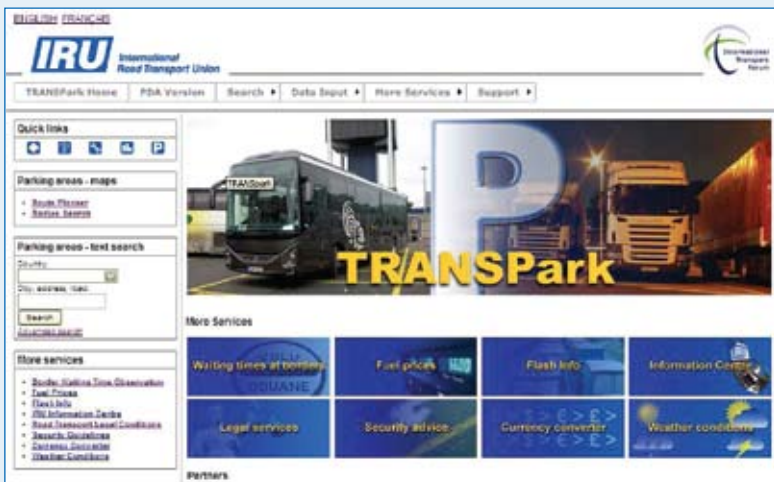 ENGLISH FRANÇAIS
IRU International
Road Transport Union
International
Transport
Forum
TRANSPark Home PDA Version Search Data Input More Services Support
Quick links
Parking areas - maps
Route Planner
Radius Search
Parking areas - text search
Country
City, address, road
Search
Advanced search
More services
Border Waiting Time Observation
Fuel Prices
Flash Info
IRU Information Centre
Road Transport Legal Conditions
Security Guidelines
Currency Converter
Weather Conditions
TRANSpark
P
TRANSPark
More Services
Waiting times at borders Fuel prices Flash Info Information Centre
DOUANE
Legal services Security advice Currency converter Weather conditions
Partners